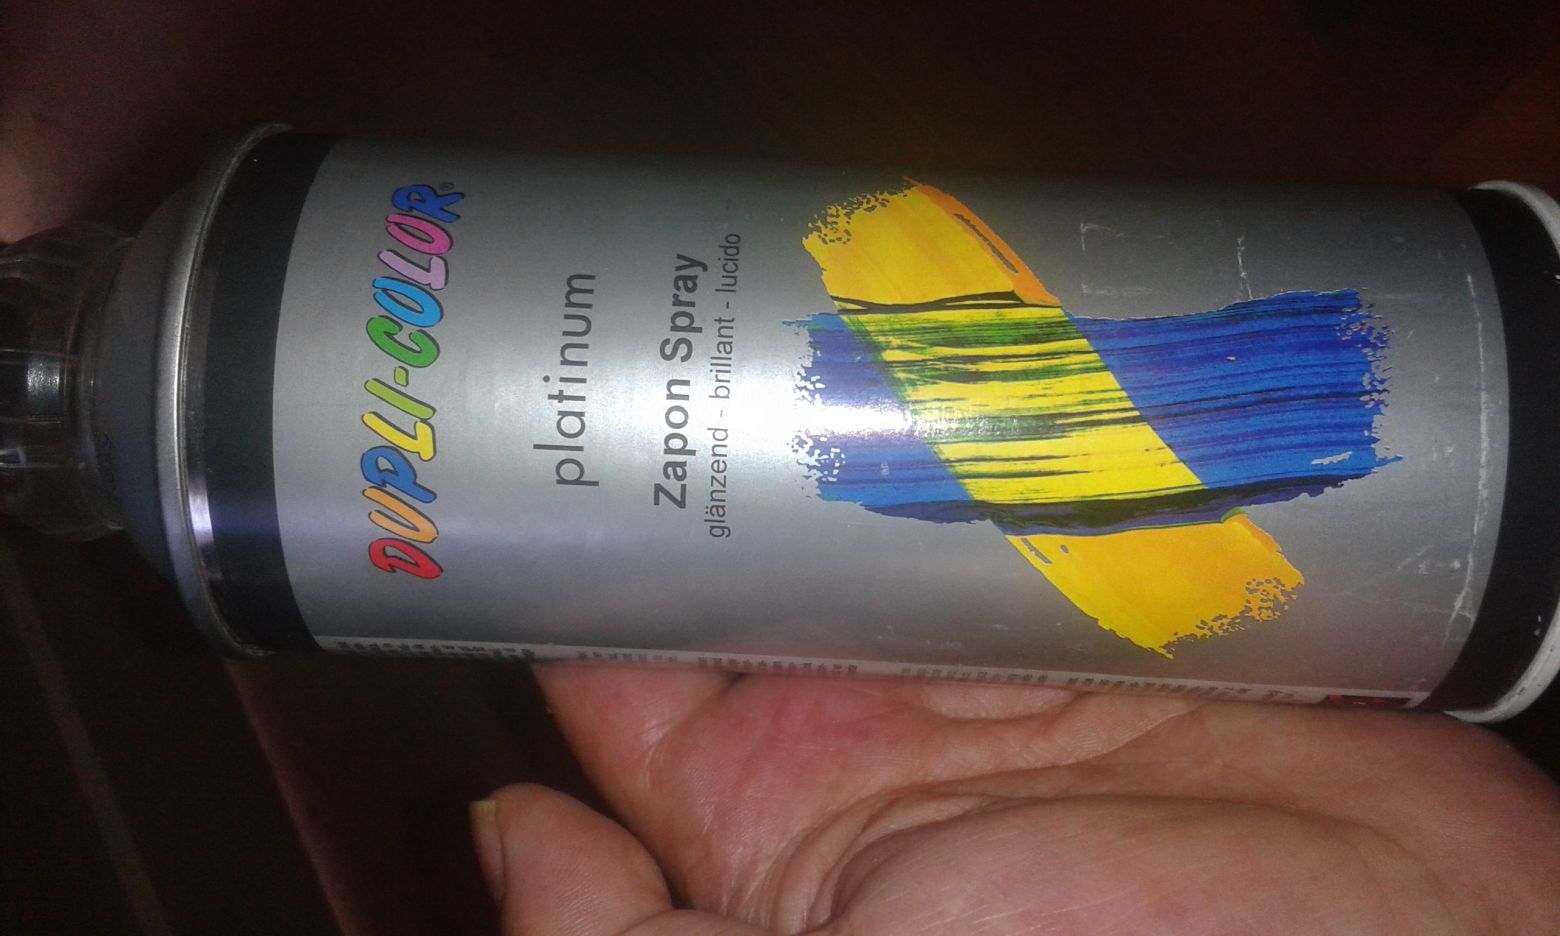 DUPLI-COLOR®
platinum
Zapon Spray
glänzend - brillant - lucido